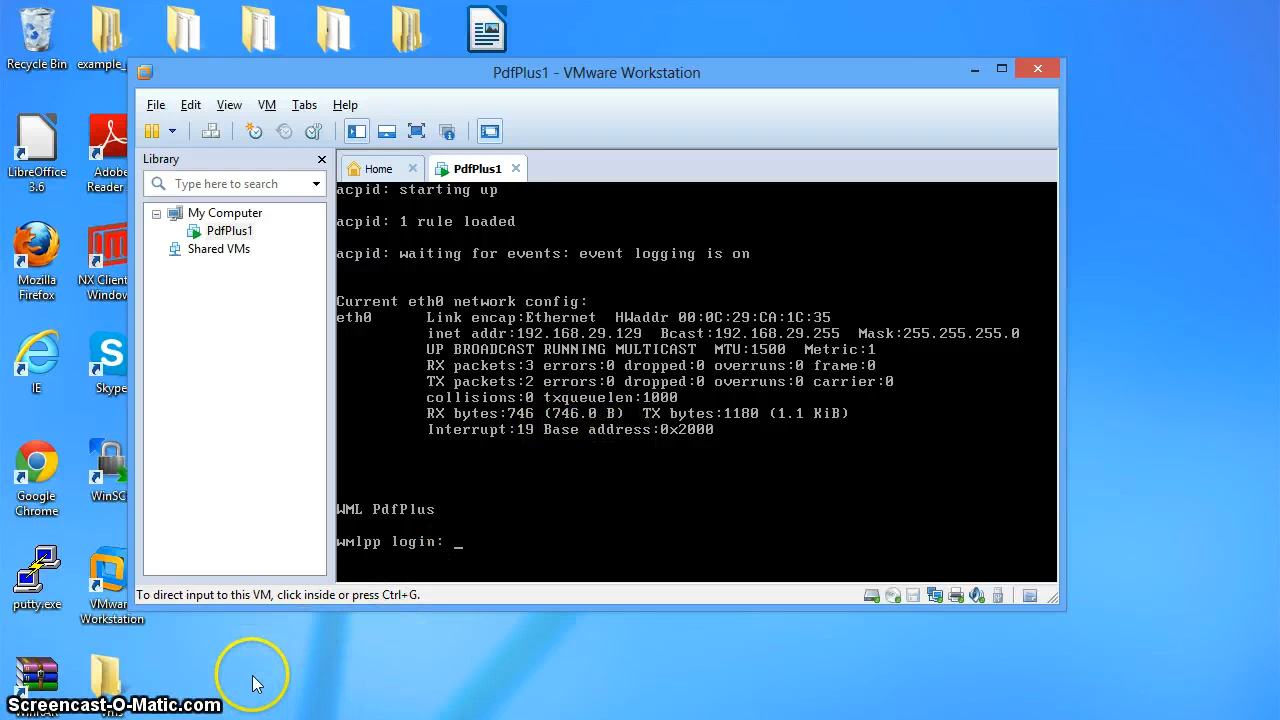 Recycle Bin
example_
LibreOffice
3.6
Adobe
Reader
Mozilla
Firefox
NX Client
Window
IE
Skype
Google
Chrome
WinSC
putty.exe
VMware
Workstation
PdfPlus1 - VMware Workstation
File Edit View VM Tabs Help
Library
Type here to search
My Computer
PdfPlus1
Shared VMs
Home
PdfPlus1
acpid: starting up
acpid: 1 rule loaded
acpid: waiting for events: event logging is on
Current eth0 network config:
eth0 Link encap:Ethernet HWaddr 00:0C:29:CA:1C:35
inet addr:192.168.29.129 Bcast:192.168.29.255 Mask:255.255.255.0
UP BROADCAST RUNNING MULTICAST MTU:1500 Metric:1
RX packets:3 errors:0 dropped:0 overruns:0 frame:0
TX packets:2 errors:0 dropped:0 overruns:0 carrier:0
collisions:0 txqueuelen:1000
RX bytes:746 (746.0 B) TX bytes:1180 (1.1 KiB)
Interrupt:19 Base address:0x2000
WML PdfPlus
wmlpp login: _
To direct input to this VM, click inside or press Ctrl+G.
Screencast-O-Matic.com